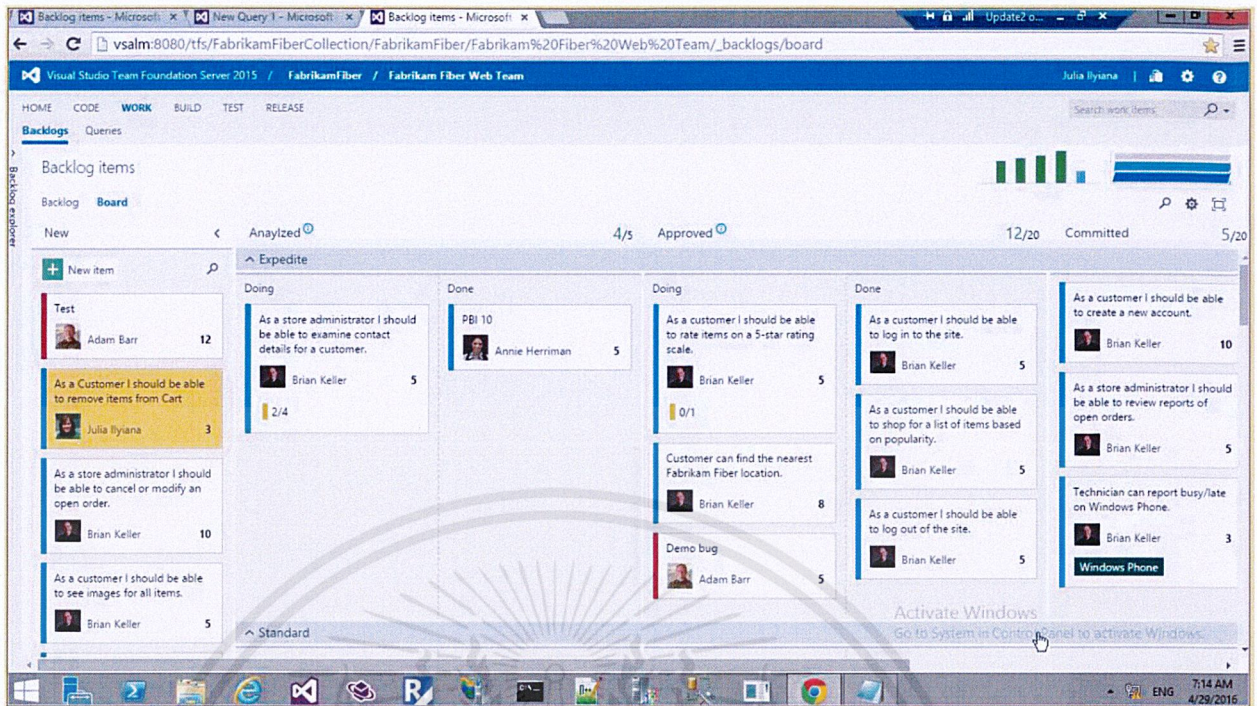 Backlog items - Microsoft
New Query 1 - Microsoft
Backlog items - Microsoft
Update2 o...
vsalm:8080/tfs/FabrikamFiberCollection/FabrikamFiber/Fabrikam%20Fiber%20Web%20Team/_backlogs/board
Visual Studio Team Foundation Server 2015 / FabrikamFiber / Fabrikam Fiber Web Team
Julia Ilyiana
HOME CODE WORK BUILD TEST RELEASE
Search work items
Backlogs Queries
Backlog explorer
Backlog items
Backlog Board
New
Anaylzed 4/5
Approved 12/20
Committed 5/20
New item
Expedite
Test
Adam Barr 12
As a Customer I should be able
to remove items from Cart
Julia Ilyiana 3
As a store administrator I should
be able to cancel or modify an
open order.
Brian Keller 10
As a customer I should be able
to see images for all items.
Brian Keller 5
Doing
As a store administrator I should
be able to examine contact
details for a customer.
Brian Keller 5
2/4
Done
PBI 10
Annie Herriman 5
Doing
As a customer I should be able
to rate items on a 5-star rating
scale.
Brian Keller 5
0/1
Customer can find the nearest
Fabrikam Fiber location.
Brian Keller 8
Demo bug
Adam Barr 5
Done
As a customer I should be able
to log in to the site.
Brian Keller 5
As a customer I should be able
to shop for a list of items based
on popularity.
Brian Keller 5
As a customer I should be able
to log out of the site.
Brian Keller 5
As a customer I should be able
to create a new account.
Brian Keller 10
As a store administrator I should
be able to review reports of
open orders.
Brian Keller 5
Technician can report busy/late
on Windows Phone.
Brian Keller 3
Windows Phone
Standard
Activate Windows
Go to System in Control Panel to activate Windows.
ENG
7:14 AM
4/29/2016